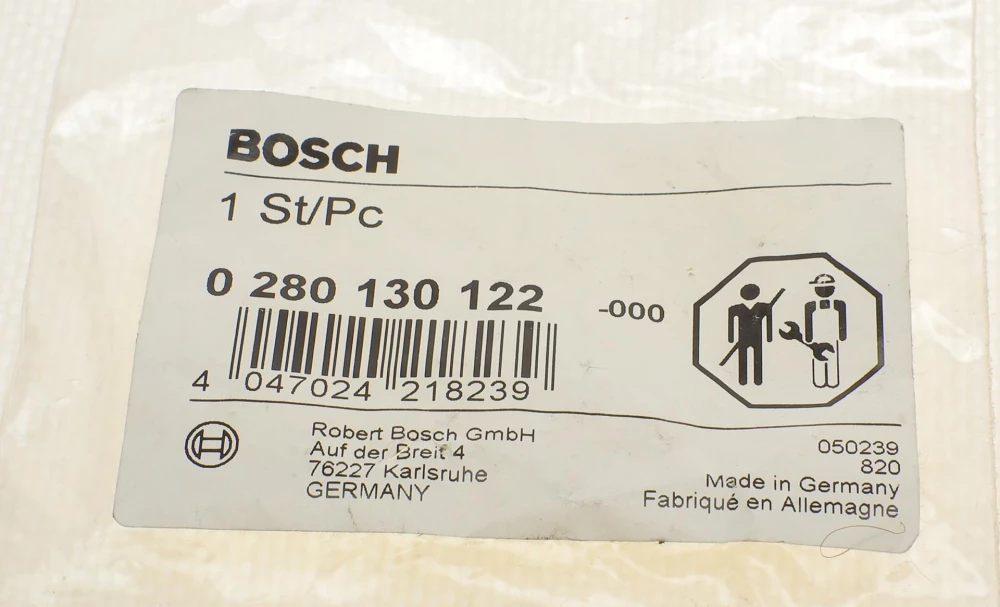 BOSCH
1 St/Pc
0 280 130 122 -000
4 047024 218239
Robert Bosch GmbH
Auf der Breit 4
76227 Karlsruhe
GERMANY
050239
820
Made in Germany
Fabriqué en Allemagne